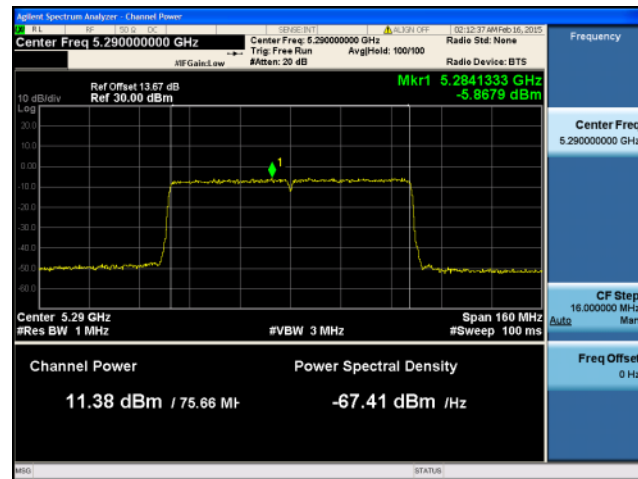 Agilent Spectrum Analyzer - Channel Power
RL RF 50 Ω DC SENSE:INT ALIGN OFF 02:12:37 AM Feb 16, 2015
Center Freq 5.290000000 GHz
Center Freq: 5.290000000 GHz
Radio Std: None
Trig: Free Run Avg|Hold: 100/100
#IFGain:Low #Atten: 20 dB Radio Device: BTS
Ref Offset 13.67 dB
Mkr1 5.2841333 GHz
10 dB/div Ref 30.00 dBm -5.8679 dBm
Log
20.0
10.0
0.00
1
-10.0
-20.0
-30.0
-40.0
-50.0
-60.0
Center 5.29 GHz Span 160 MHz
#Res BW 1 MHz #VBW 3 MHz #Sweep 100 ms
Channel Power Power Spectral Density
11.38 dBm / 75.66 MH -67.41 dBm /Hz
MSG STATUS
Frequency
Center Freq
5.290000000 GHz
CF Step
16.000000 MHz
Auto Man
Freq Offset
0 Hz